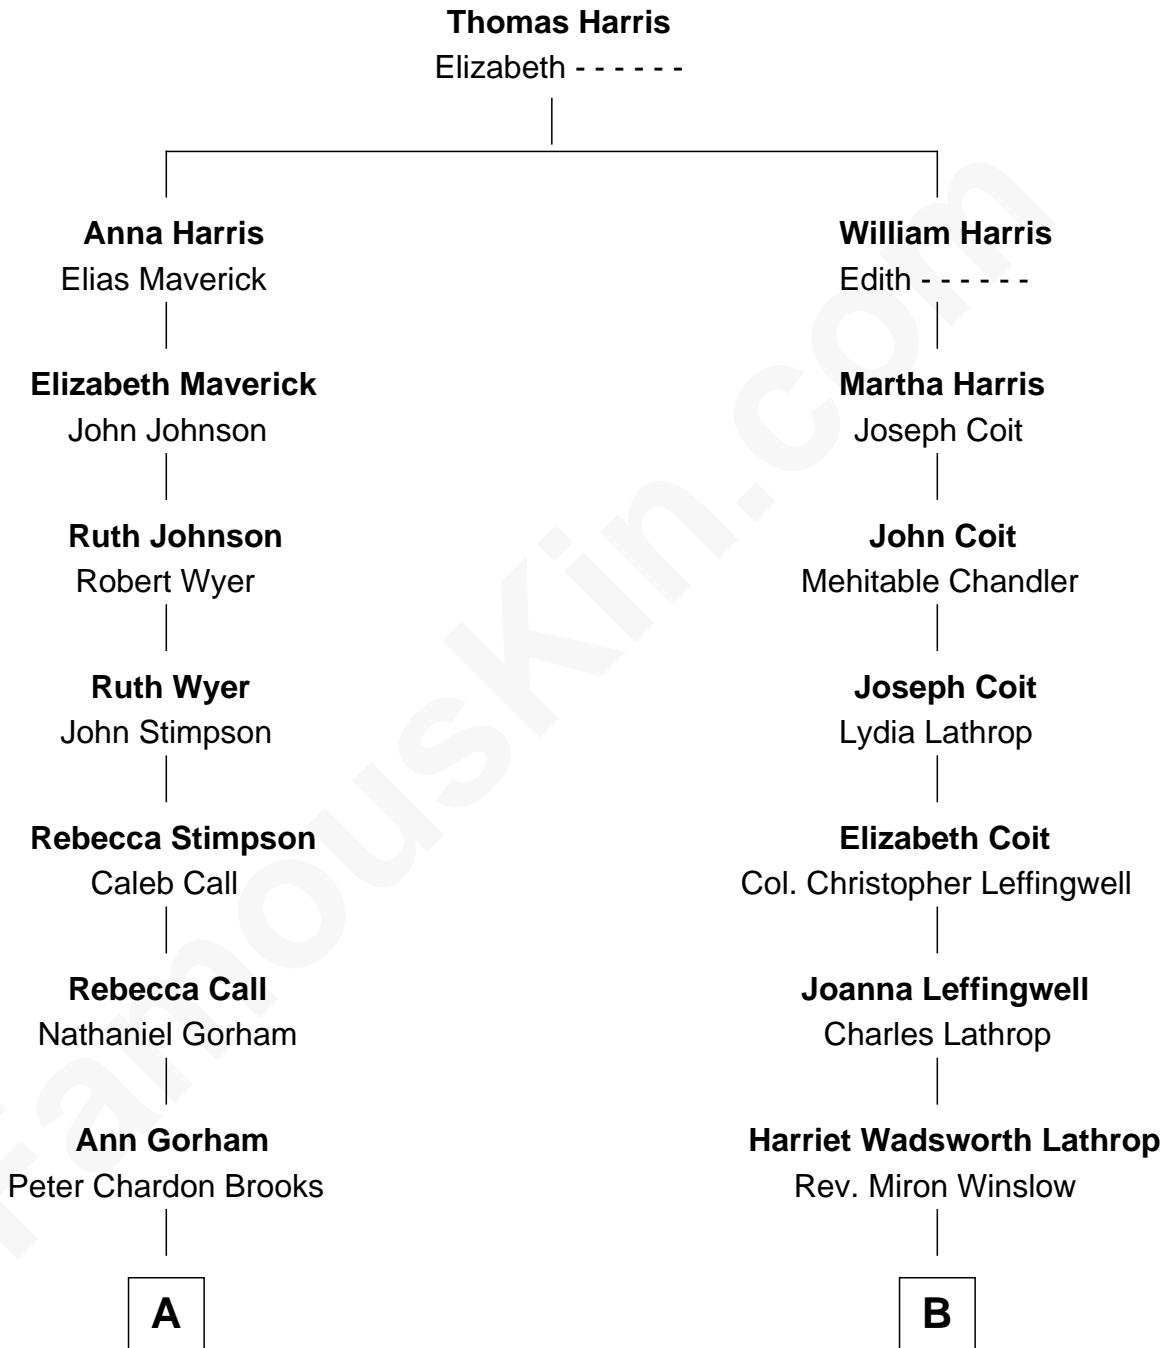 Thomas Harris
Elizabeth - - - - - -
Anna Harris
Elias Maverick
William Harris
Edith - - - - - -
Elizabeth Maverick
John Johnson
Martha Harris
Joseph Coit
Ruth Johnson
Robert Wyer
John Coit
Mehitable Chandler
Ruth Wyer
John Stimpson
Joseph Coit
Lydia Lathrop
Rebecca Stimpson
Caleb Call
Elizabeth Coit
Col. Christopher Leffingwell
Rebecca Call
Nathaniel Gorham
Joanna Leffingwell
Charles Lathrop
Ann Gorham
Peter Chardon Brooks
Harriet Wadsworth Lathrop
Rev. Miron Winslow
A
B
FamousKin.com